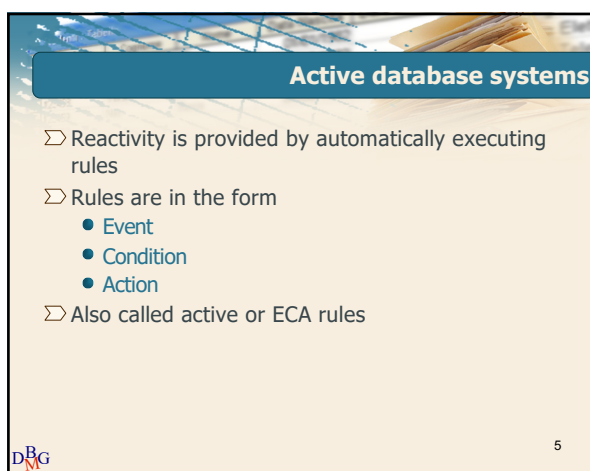 Active database systems
Reactivity is provided by automatically executing
rules
Rules are in the form
Event
Condition
Action
Also called active or ECA rules
DBMG
5